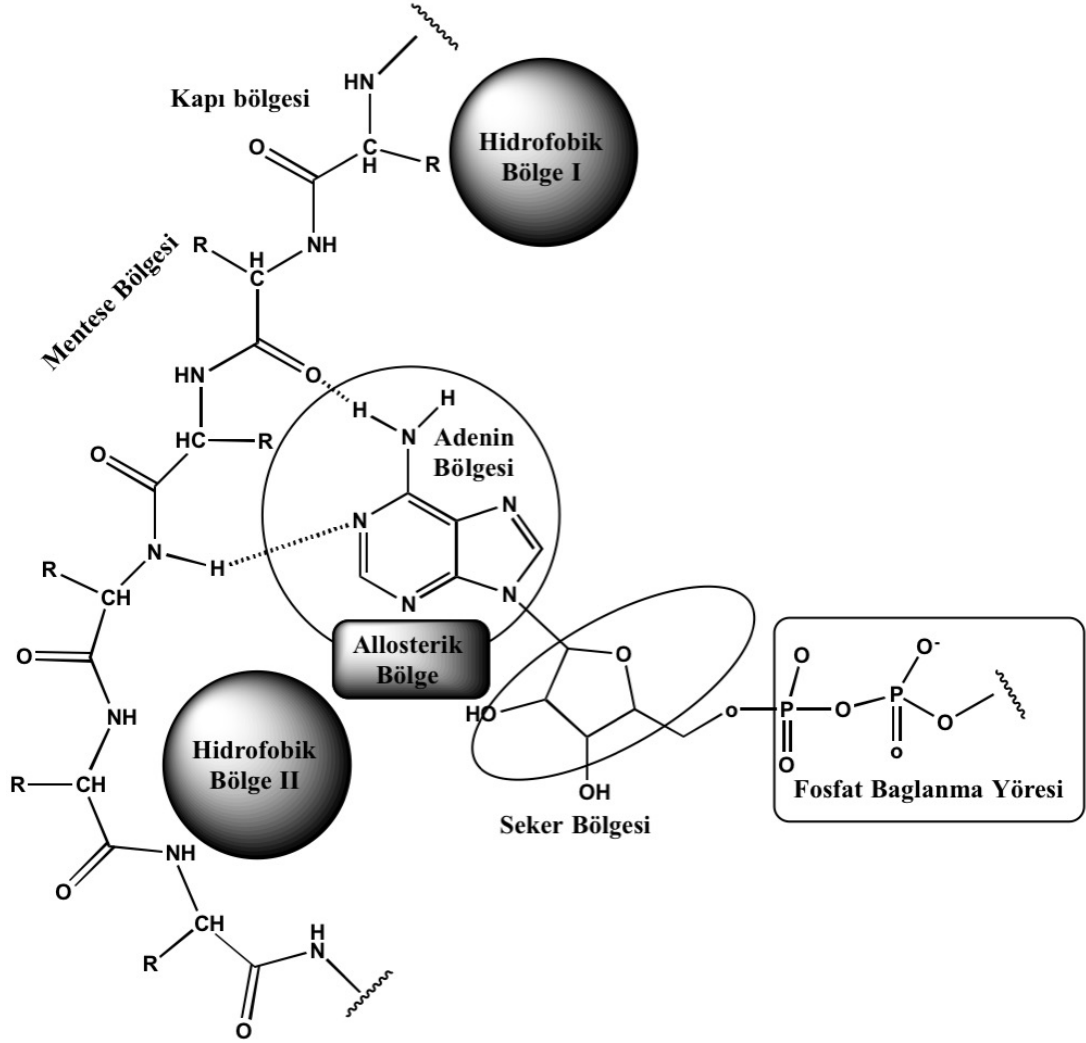 HN
Kapı bölgesi
Hidrofobik
Bölge I
O
C
H
R
R
H
C
NH
Mentese Bölgesi
HN
O
H
H
HC
R
N
Adenin
Bölgesi
O
N
N
N
H
R
CH
N
N
O
Allosterik
Bölge
O
O
O-
HO
NH
Hidrofobik
Bölge II
o
P
O
P
O
O
o
R
CH
OH
Fosfat Baglanma Yöresi
Seker Bölgesi
NH
O
CH
R
H
N
O